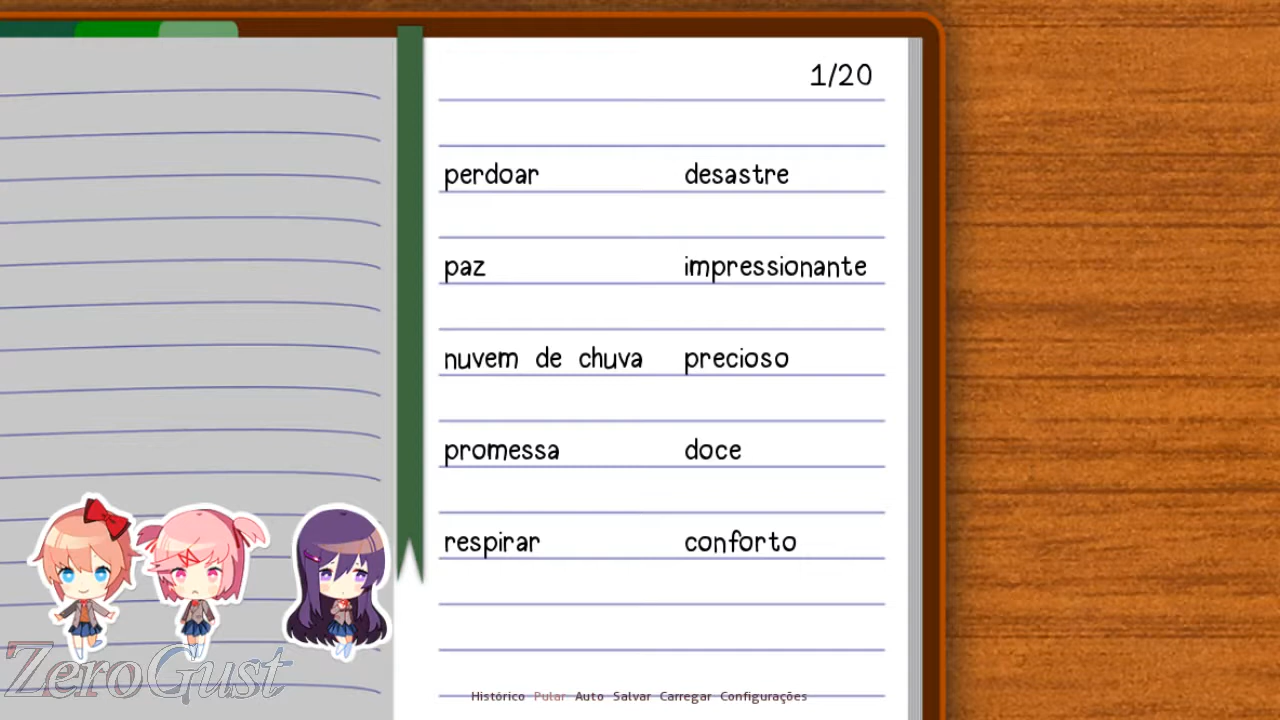 1/20
perdoar desastre
paz impressionante
nuvem de chuva precioso
promessa doce
respirar conforto
ZeroGust
Histórico Pular Auto Salvar Carregar Configurações